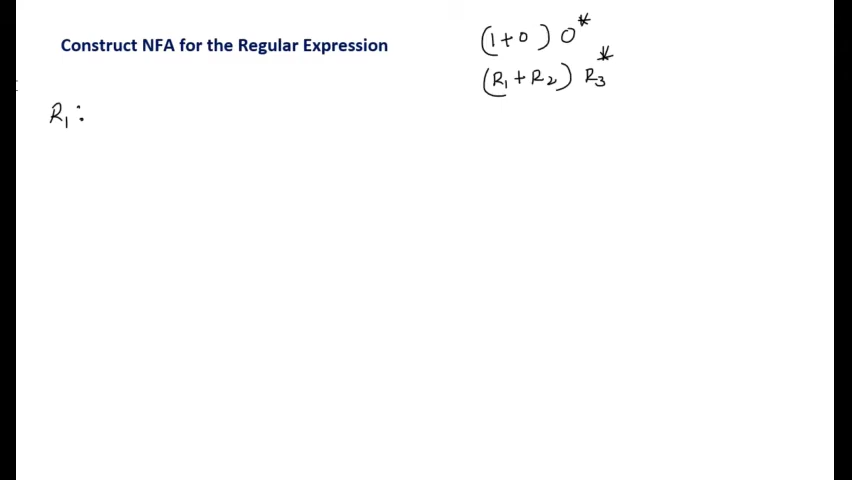 Construct NFA for the Regular Expression
(1+0) 0*
(R₁+R₂) R₃*
R₁: